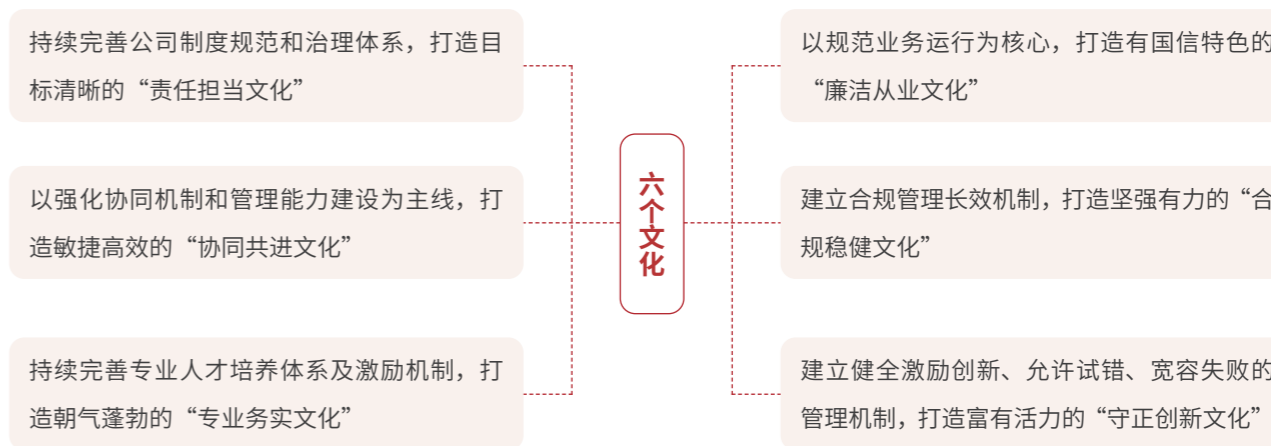 持续完善公司制度规范和治理体系，打造目
标清晰的“责任担当文化”
以强化协同机制和管理能力建设为主线，打
造敏捷高效的“协同共进文化”
持续完善专业人才培养体系及激励机制，打
造朝气蓬勃的“专业务实文化”
六个文化
以规范业务运行为核心，打造有国信特色的
“廉洁从业文化”
建立合规管理长效机制，打造坚强有力的“合
规稳健文化”
建立健全激励创新、允许试错、宽容失败的
管理机制，打造富有活力的“守正创新文化”